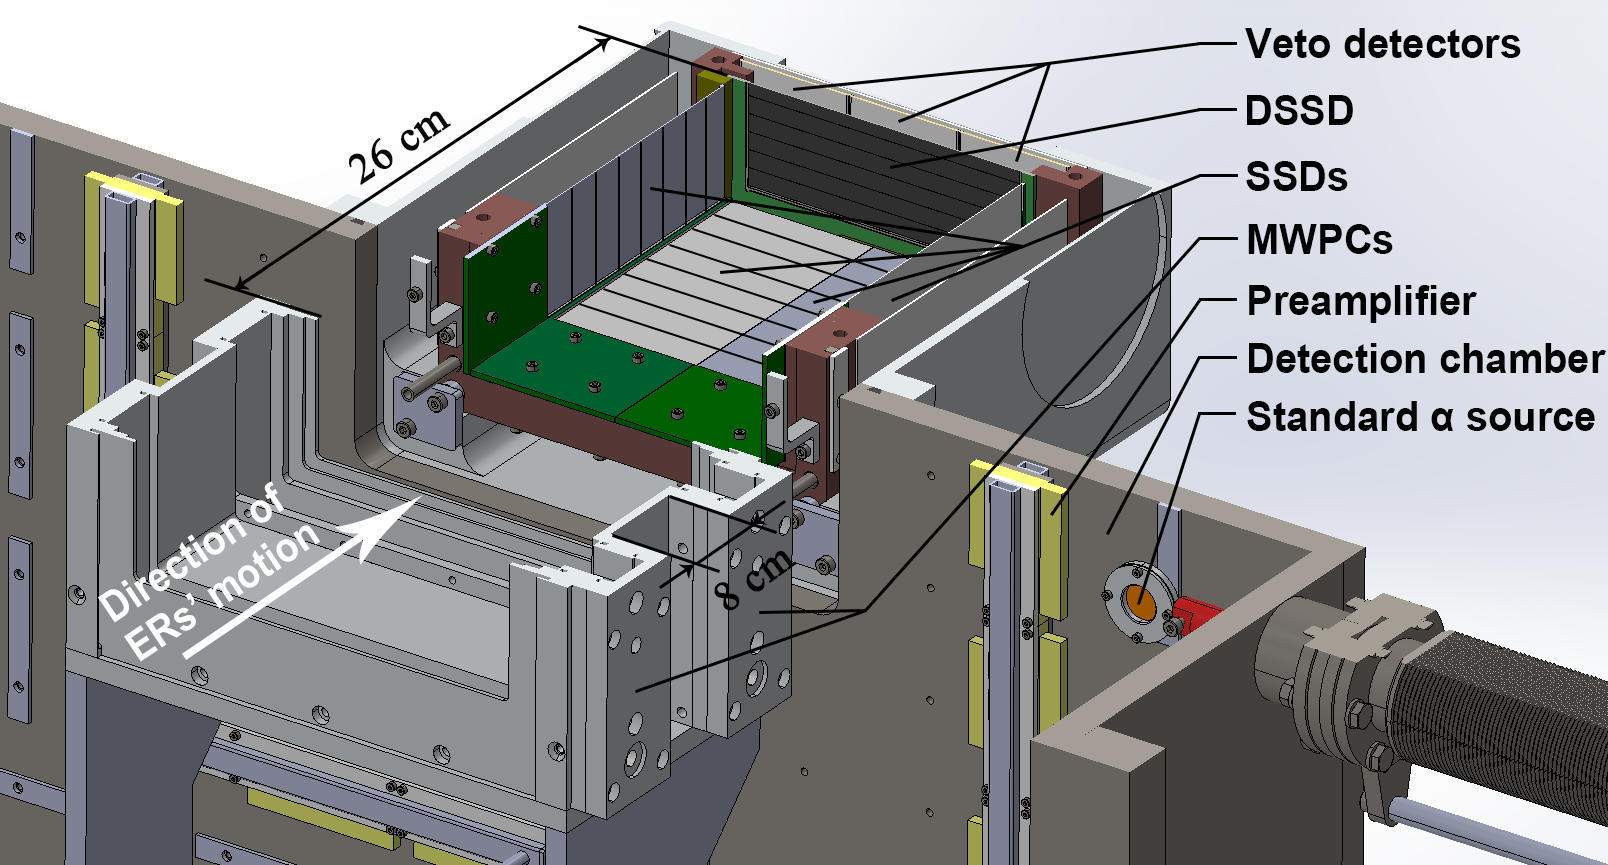 26 cm
Veto detectors
DSSD
SSDs
MWPCs
Preamplifier
Detection chamber
Standard α source
Direction of
ERs’ motion
8 cm